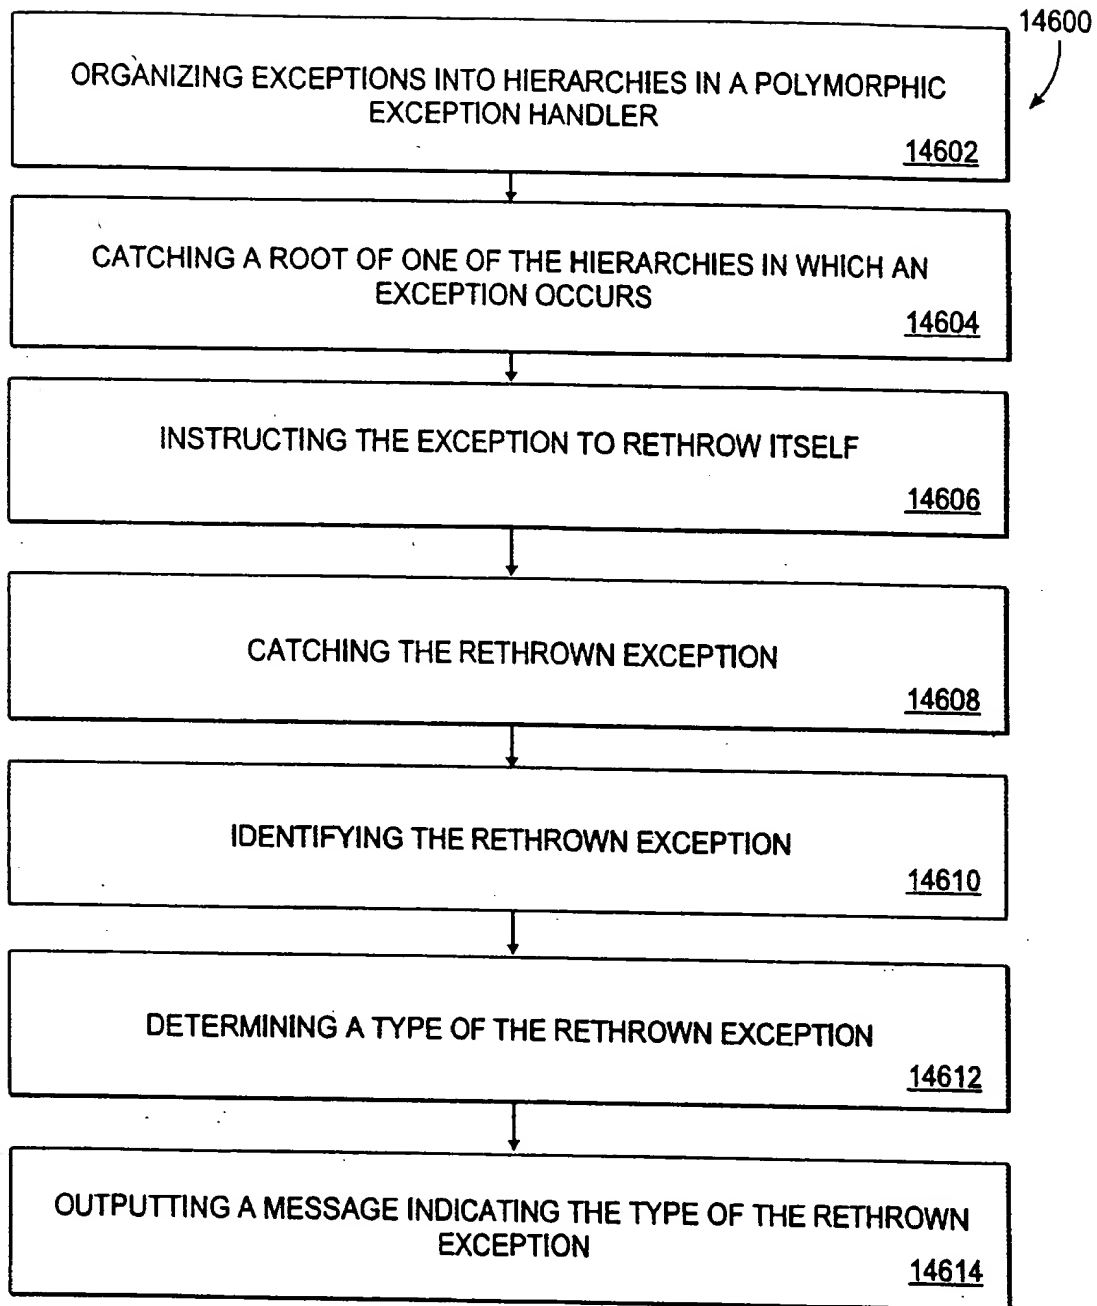 14600
ORGANIZING EXCEPTIONS INTO HIERARCHIES IN A POLYMORPHIC
EXCEPTION HANDLER
14602
CATCHING A ROOT OF ONE OF THE HIERARCHIES IN WHICH AN
EXCEPTION OCCURS
14604
INSTRUCTING THE EXCEPTION TO RETHROW ITSELF
14606
CATCHING THE RETHROWN EXCEPTION
14608
IDENTIFYING THE RETHROWN EXCEPTION
14610
DETERMINING A TYPE OF THE RETHROWN EXCEPTION
14612
OUTPUTTING A MESSAGE INDICATING THE TYPE OF THE RETHROWN
EXCEPTION
14614